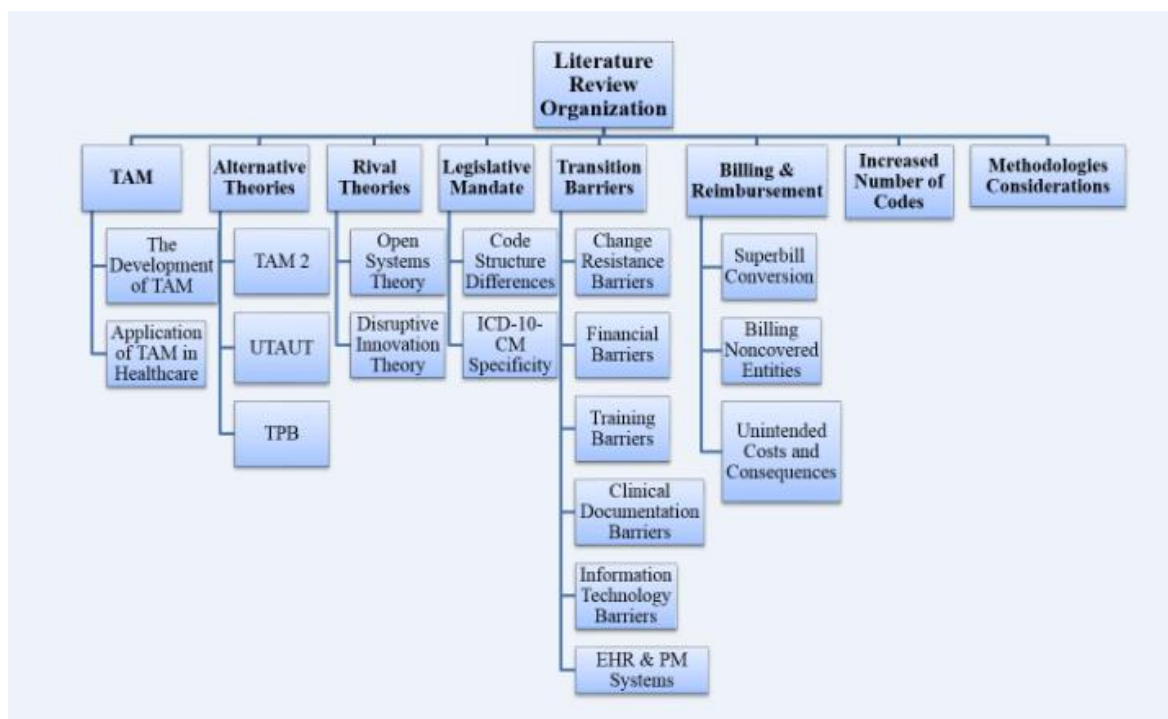 Literature
Review
Organization
TAM
Alternative
Theories
Rival
Theories
Legislative
Mandate
Transition
Barriers
Billing &
Reimbursement
Increased
Number of
Codes
Methodologies
Considerations
The
Development
of TAM
Application
of TAM in
Healthcare
TAM 2
UTAUT
TPB
Open
Systems
Theory
Disruptive
Innovation
Theory
Code
Structure
Differences
ICD-10-
CM
Specificity
Change
Resistance
Barriers
Financial
Barriers
Training
Barriers
Clinical
Documentation
Barriers
Information
Technology
Barriers
EHR & PM
Systems
Superbill
Conversion
Billing
Noncovered
Entities
Unintended
Costs and
Consequences